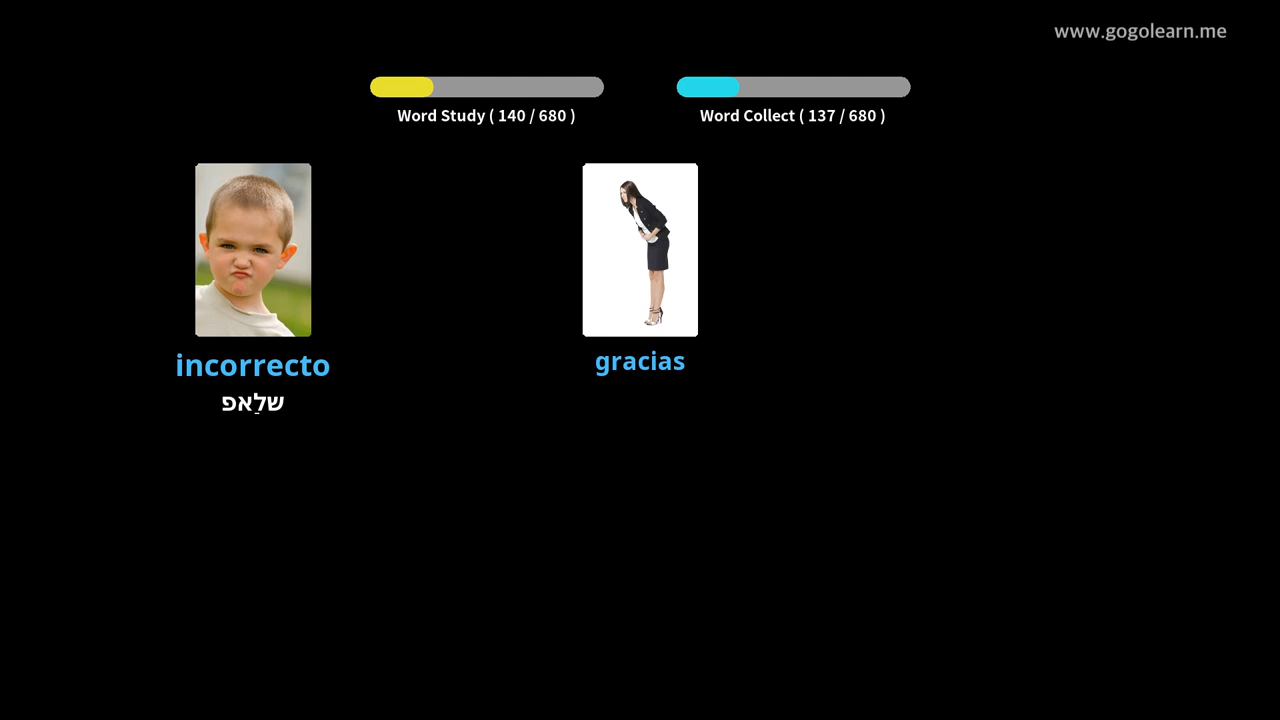 www.gogolearn.me
Word Study ( 140 / 680 )
Word Collect ( 137 / 680 )
incorrecto
gracias
שלַאפ